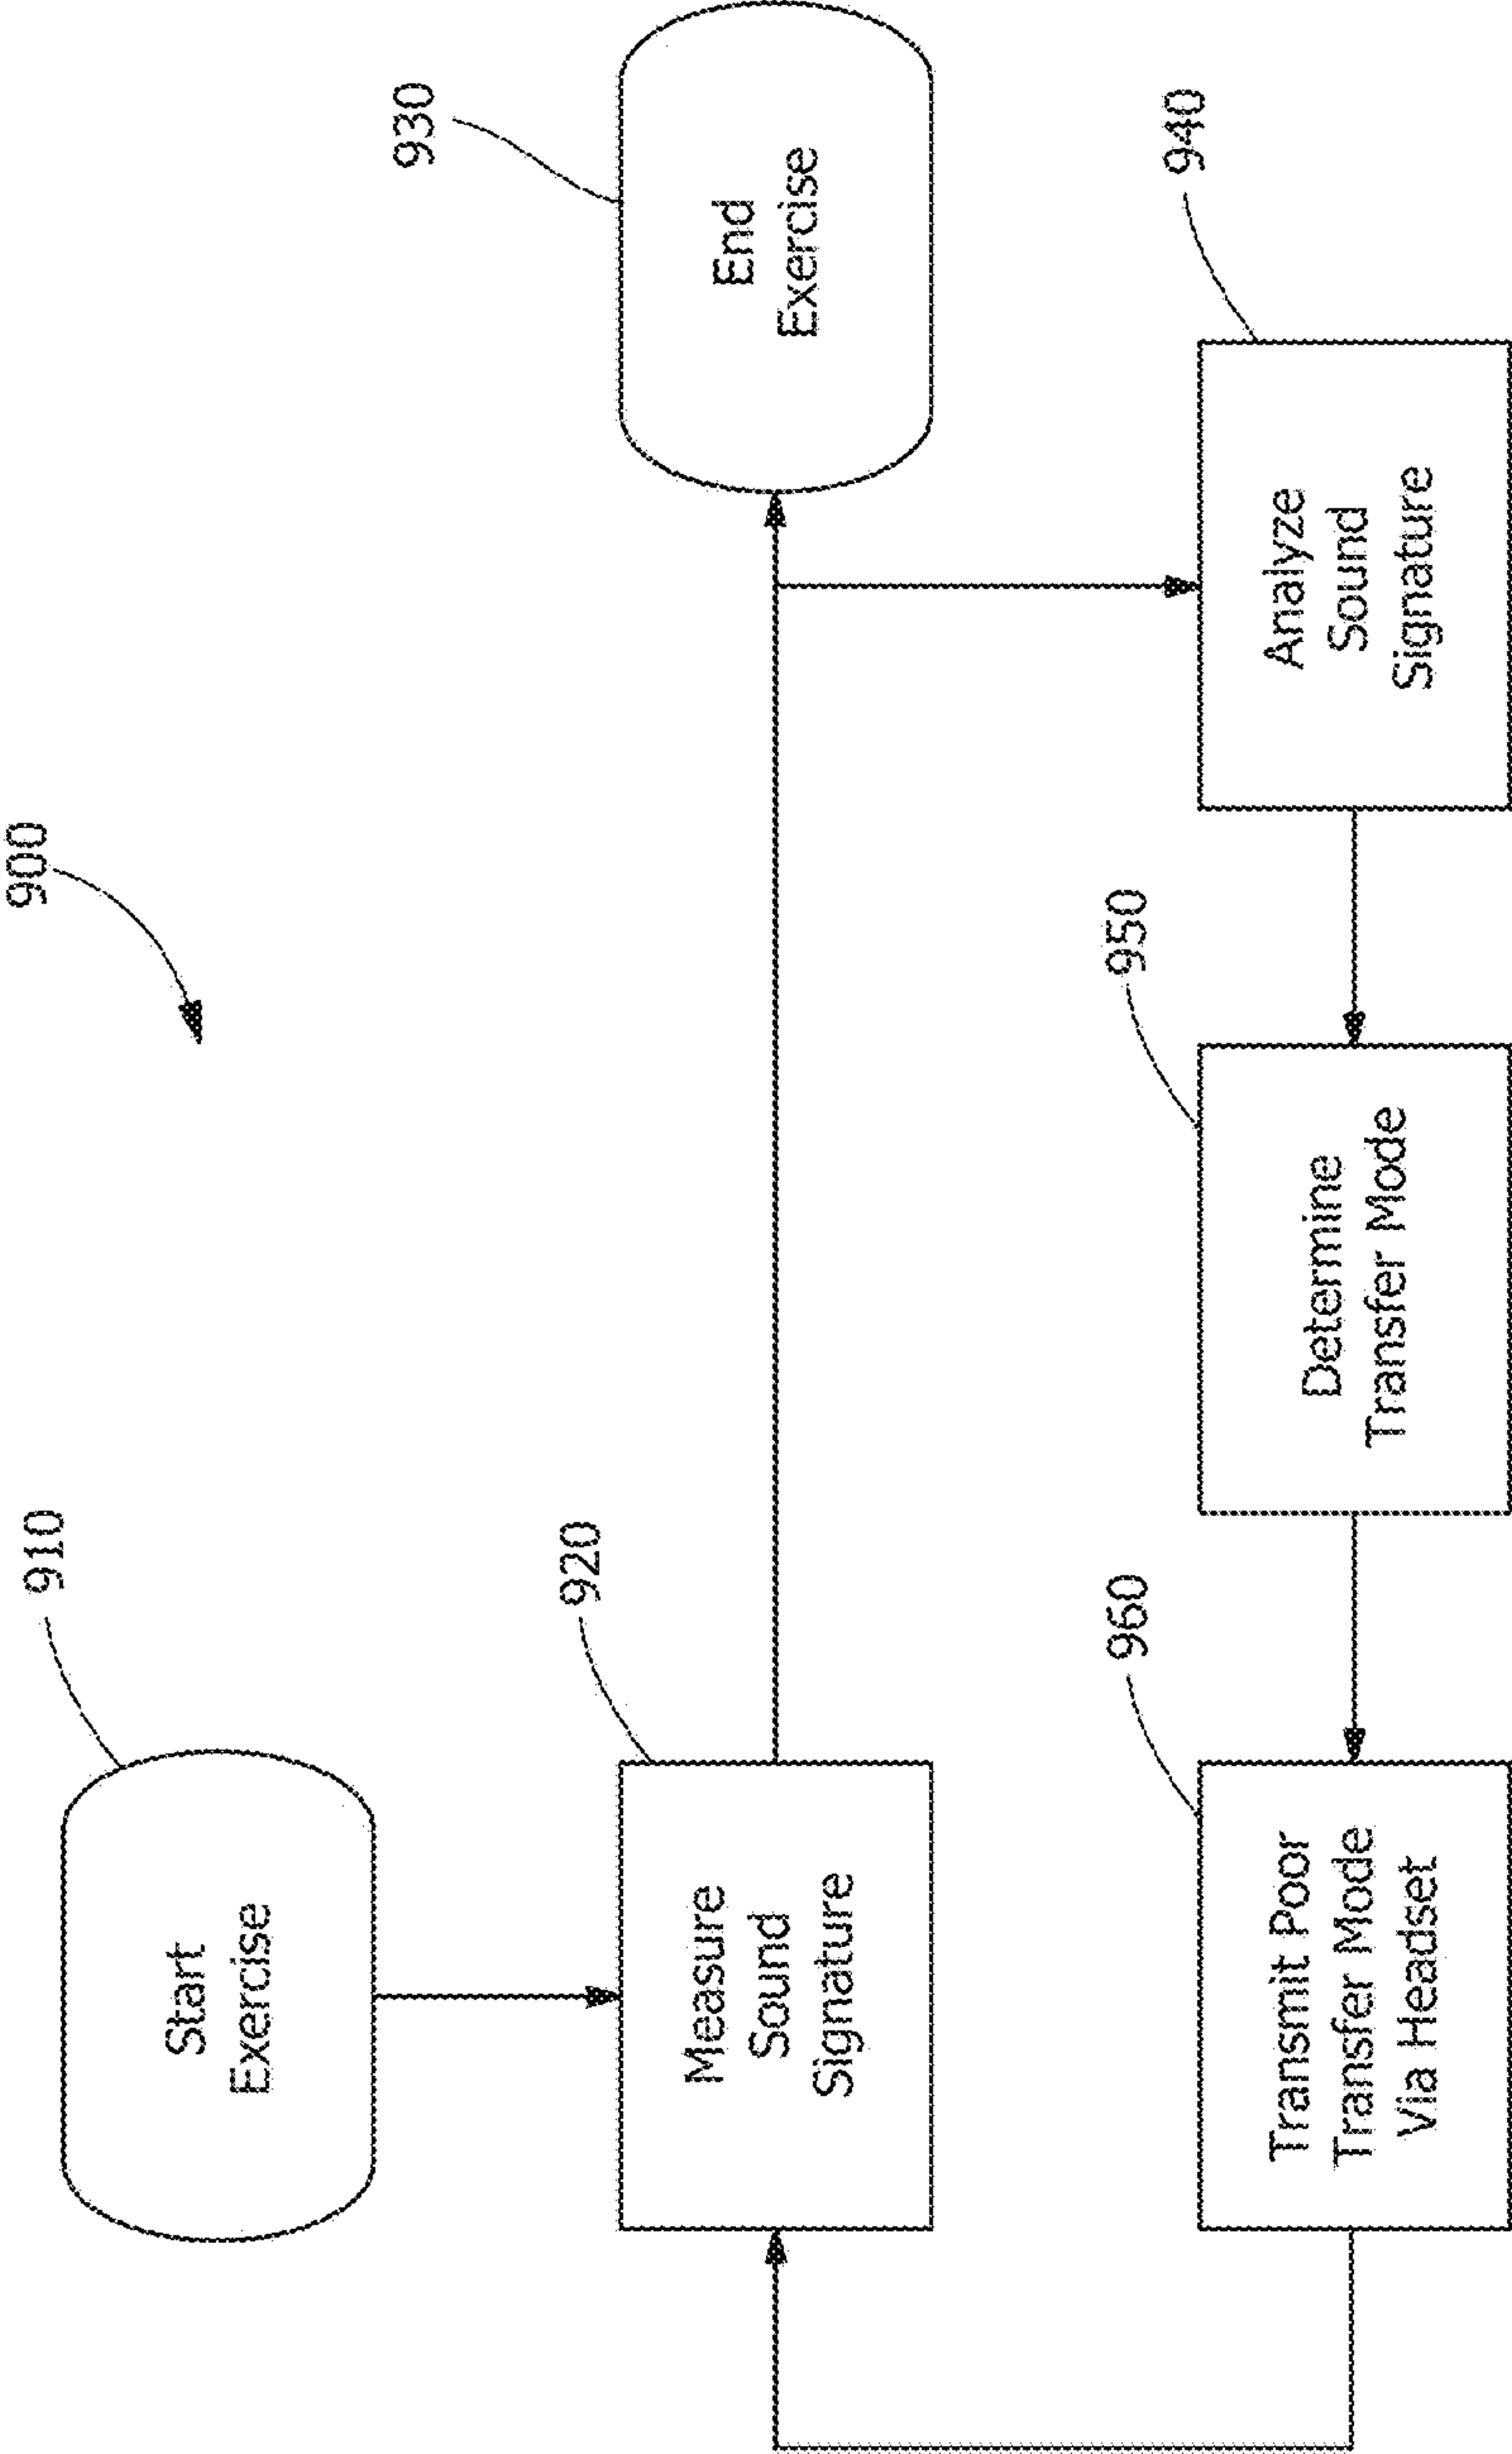 900
910
Start
Exercise
920
Measure
Sound
Signature
930
End
Exercise
940
Analyze
Sound
Signature
950
Determine
Transfer Mode
960
Transmit Poor
Transfer Mode
Via Headset